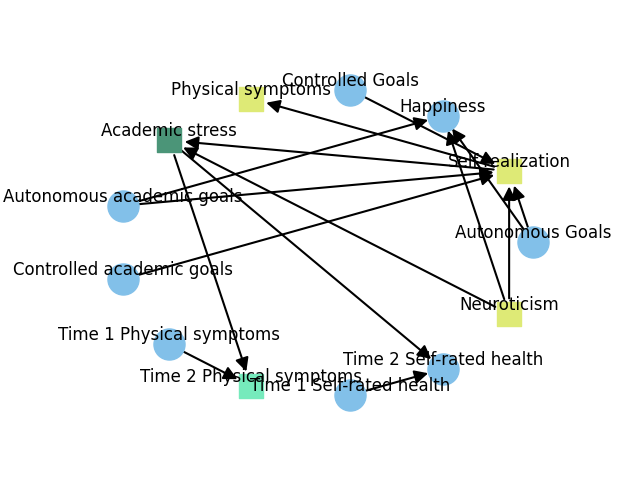 Controlled Goals
Physical symptoms
Happiness
Academic stress
Self-realization
Autonomous academic goals
Autonomous Goals
Controlled academic goals
Neuroticism
Time 1 Physical symptoms
Time 2 Self-rated health
Time 2 Physical symptoms
Time 1 Self-rated health